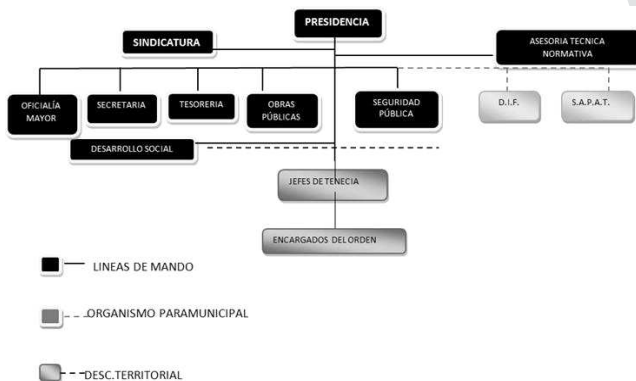 PRESIDENCIA
SINDICATURA
ASESORIA TECNICA
NORMATIVA
OFICIALÍA
MAYOR
SECRETARIA
TESORERIA
OBRAS
PÚBLICAS
SEGURIDAD
PÚBLICA
D.I.F.
S.A.P.A.T.
DESARROLLO SOCIAL
JEFES DE TENECIA
ENCARGADOS DEL ORDEN
LINEAS DE MANDO
ORGANISMO PARAMUNICIPAL
DESC.TERRITORIAL